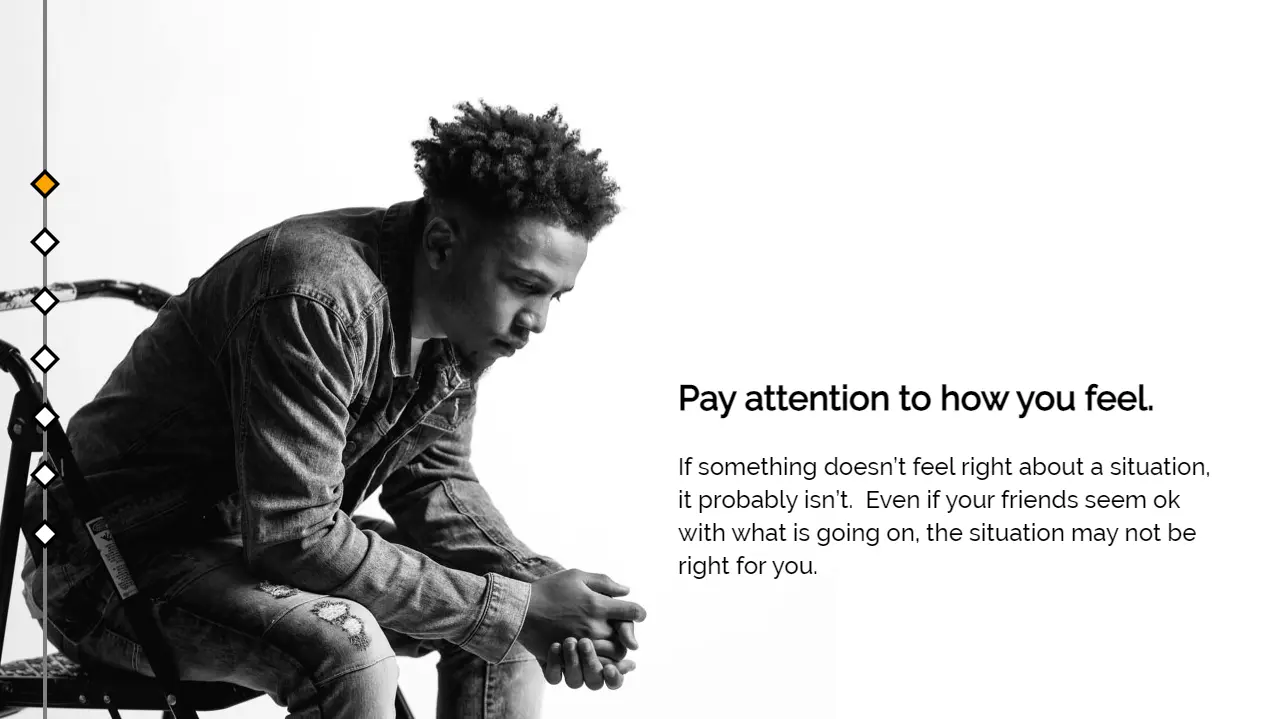 Pay attention to how you feel.
If something doesn’t feel right about a situation,
it probably isn’t.  Even if your friends seem ok
with what is going on, the situation may not be
right for you.